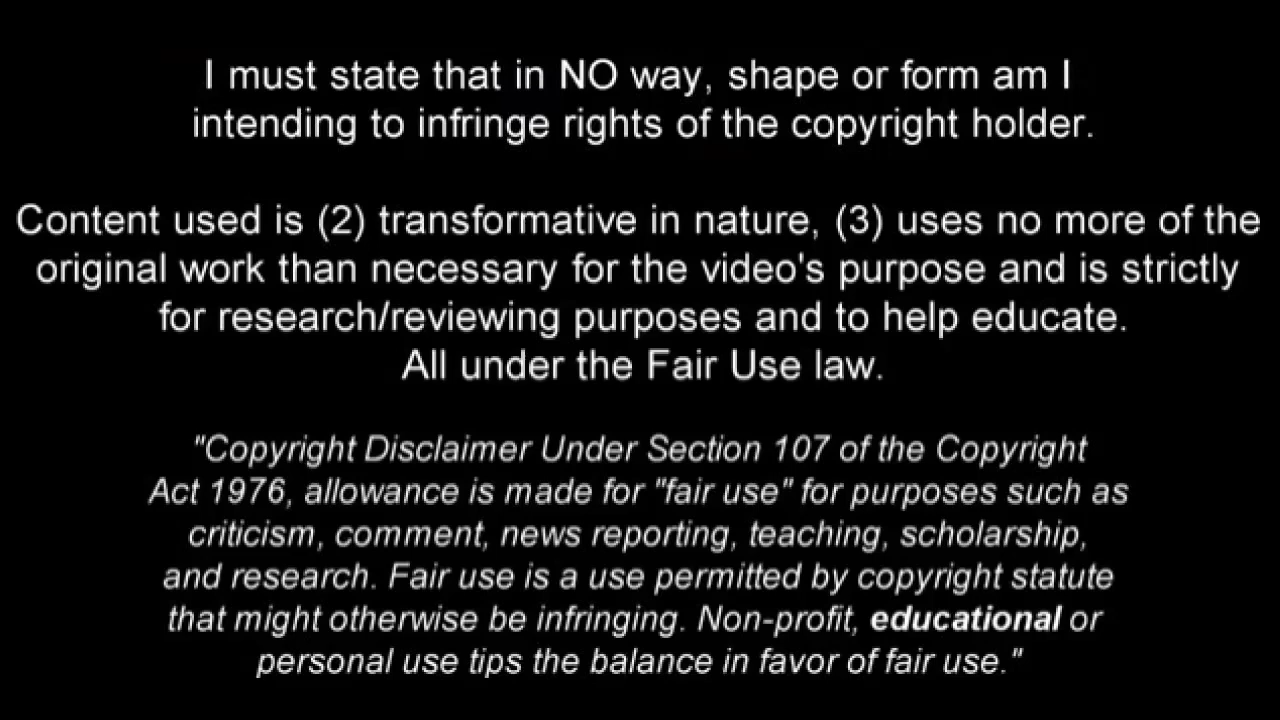 I must state that in NO way, shape or form am I
intending to infringe rights of the copyright holder.
Content used is (2) transformative in nature, (3) uses no more of the
original work than necessary for the video's purpose and is strictly
for research/reviewing purposes and to help educate.
All under the Fair Use law.
"Copyright Disclaimer Under Section 107 of the Copyright
Act 1976, allowance is made for "fair use" for purposes such as
criticism, comment, news reporting, teaching, scholarship,
and research. Fair use is a use permitted by copyright statute
that might otherwise be infringing. Non-profit, educational or
personal use tips the balance in favor of fair use."